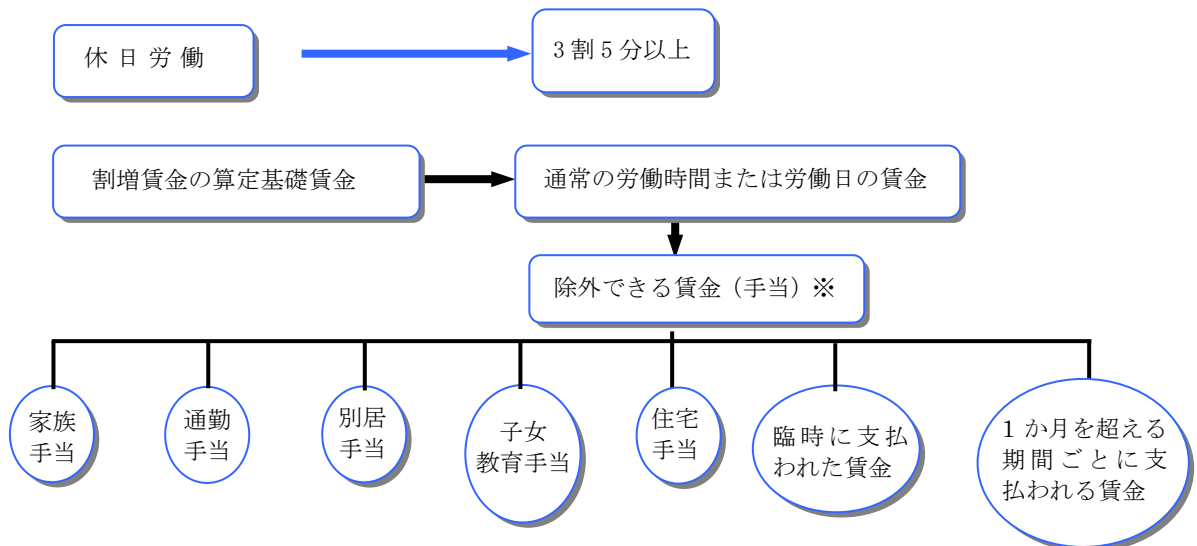 休日労働
3割5分以上
割増賃金の算定基礎賃金
通常の労働時間または労働日の賃金
除外できる賃金（手当）※
家族
手当
通勤
手当
別居
手当
子女
教育手当
住宅
手当
臨時に支払
われた賃金
1か月を超える
期間ごとに支
払われる賃金